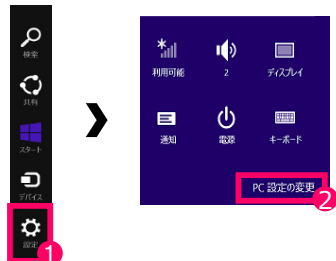 検索
共有
スタート
デバイス
設定
1
利用可能
2
ディスプレイ
通知
電源
キーボード
PC 設定の変更
2